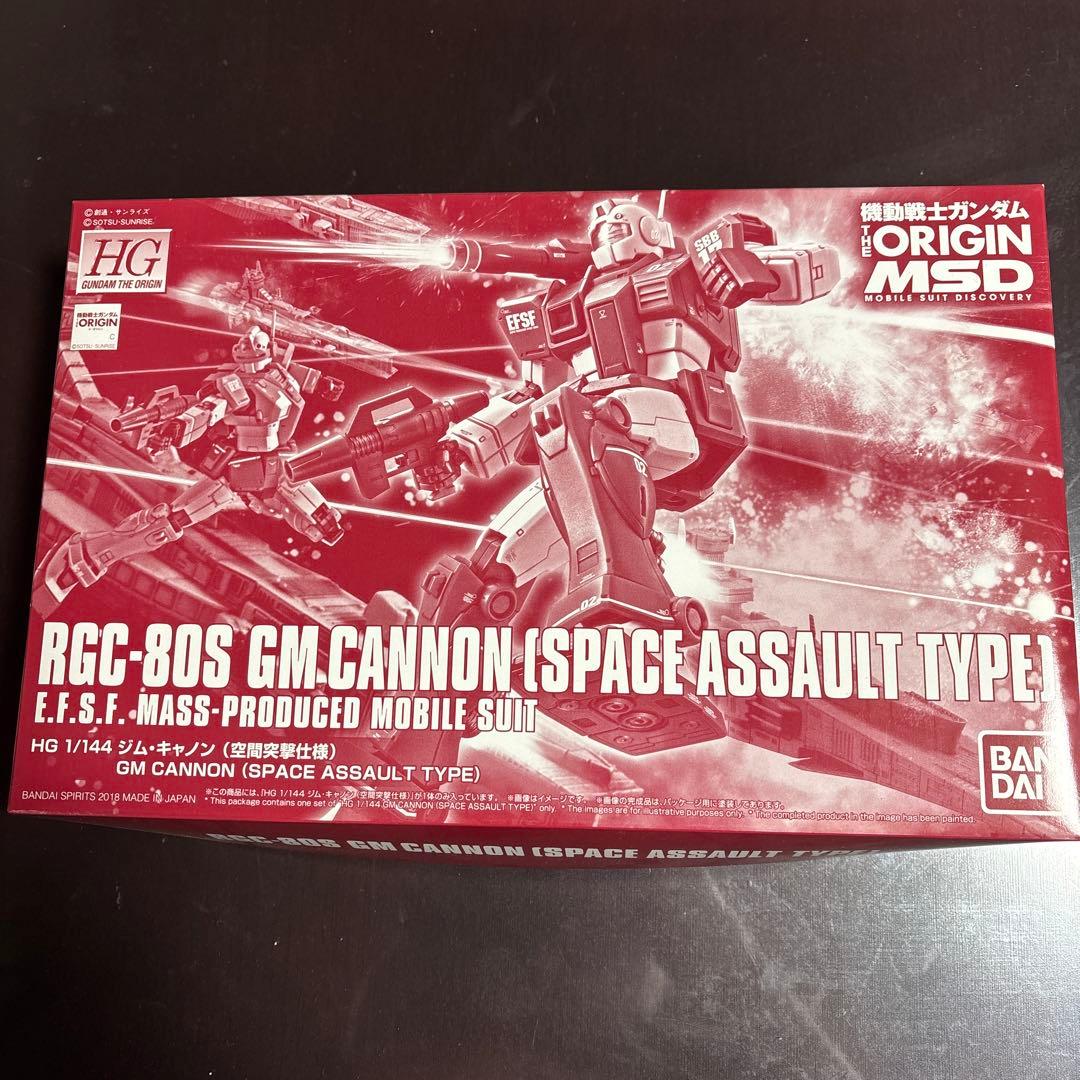 ©創通・サンライズ
©SOTSU・SUNRISE.
HG
GUNDAM THE ORIGIN
機動戦士ガンダム
THE ORIGIN
C
©SOTSU・SUNRISE
機動戦士ガンダム
THE ORIGIN
MSD
MOBILE SUIT DISCOVERY
02
SBB
17
02
EFSF
02
02
RGC-80S GM CANNON [SPACE ASSAULT TYPE]
E.F.S.F. MASS-PRODUCED MOBILE SUIT
HG 1/144 ジム・キャノン（空間突撃仕様）
GM CANNON (SPACE ASSAULT TYPE)
BANDAI SPIRITS 2018 MADE IN JAPAN
※この商品には、「HG 1/144 ジム・キャノン（空間突撃仕様）」が1体のみ入っています。 ※画像はイメージです。 ※画像の完成品は、パッケージ用に塗装してあります。
* This package contains one set of "HG 1/144 GM CANNON (SPACE ASSAULT TYPE)" only. * The images are for illustrative purposes only. * The completed product in the image has been painted.
BAN
DAI
RGC-80S GM CANNON [SPACE ASSAULT TYPE